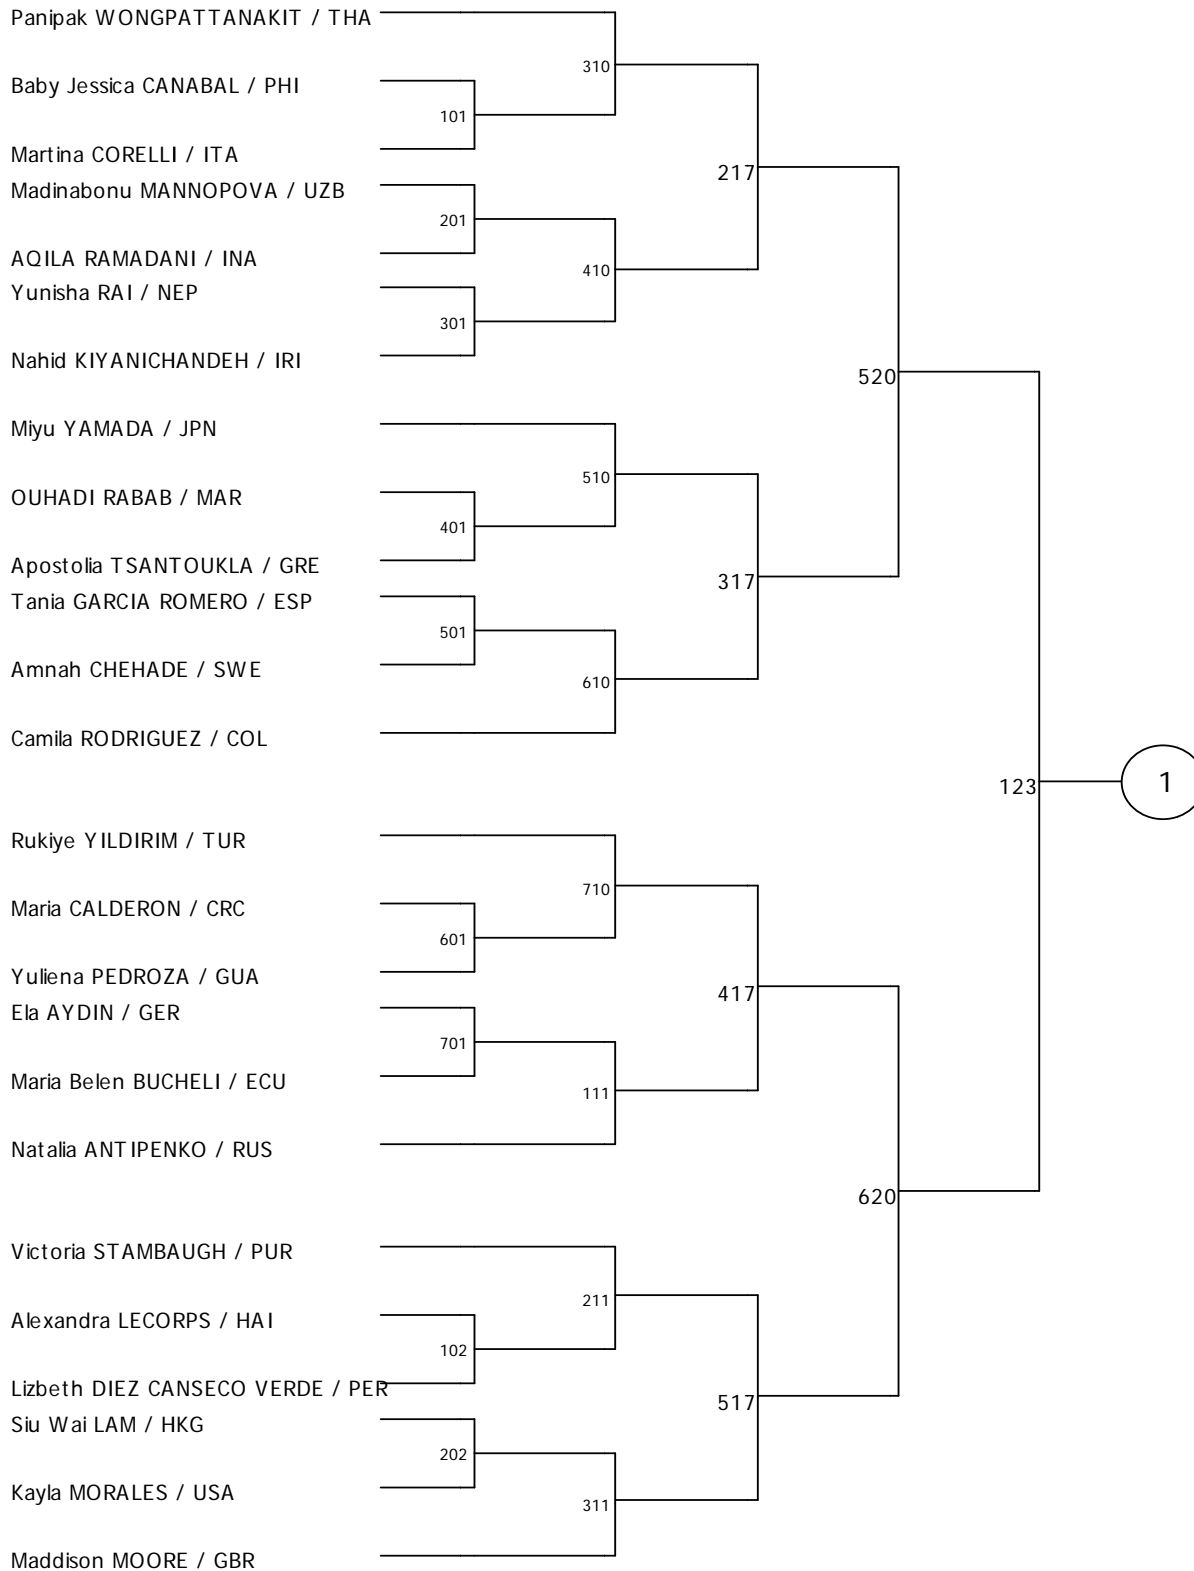 Panipak WONGPATTANAKIT / THA
310
Baby Jessica CANABAL / PHI
101
Martina CORELLI / ITA
217
Madinabonu MANNOPOVA / UZB
201
AQILA RAMADANI / INA
410
Yunisha RAI / NEP
301
Nahid KIYANICHANDEH / IRI
520
Miyu YAMADA / JPN
510
OUHADI RABAB / MAR
401
Apostolia TSANTOUKLA / GRE
317
Tania GARCIA ROMERO / ESP
501
Amnah CHEHADE / SWE
610
Camila RODRIGUEZ / COL
123
1
Rukiye YILDIRIM / TUR
710
Maria CALDERON / CRC
601
Yuliena PEDROZA / GUA
417
Ela AYDIN / GER
701
Maria Belen BUCHELI / ECU
111
Natalia ANTIPENKO / RUS
620
Victoria STAMBAUGH / PUR
211
Alexandra LECORPS / HAI
102
Lizbeth DIEZ CANSECO VERDE / PER
517
Siu Wai LAM / HKG
202
Kayla MORALES / USA
311
Maddison MOORE / GBR